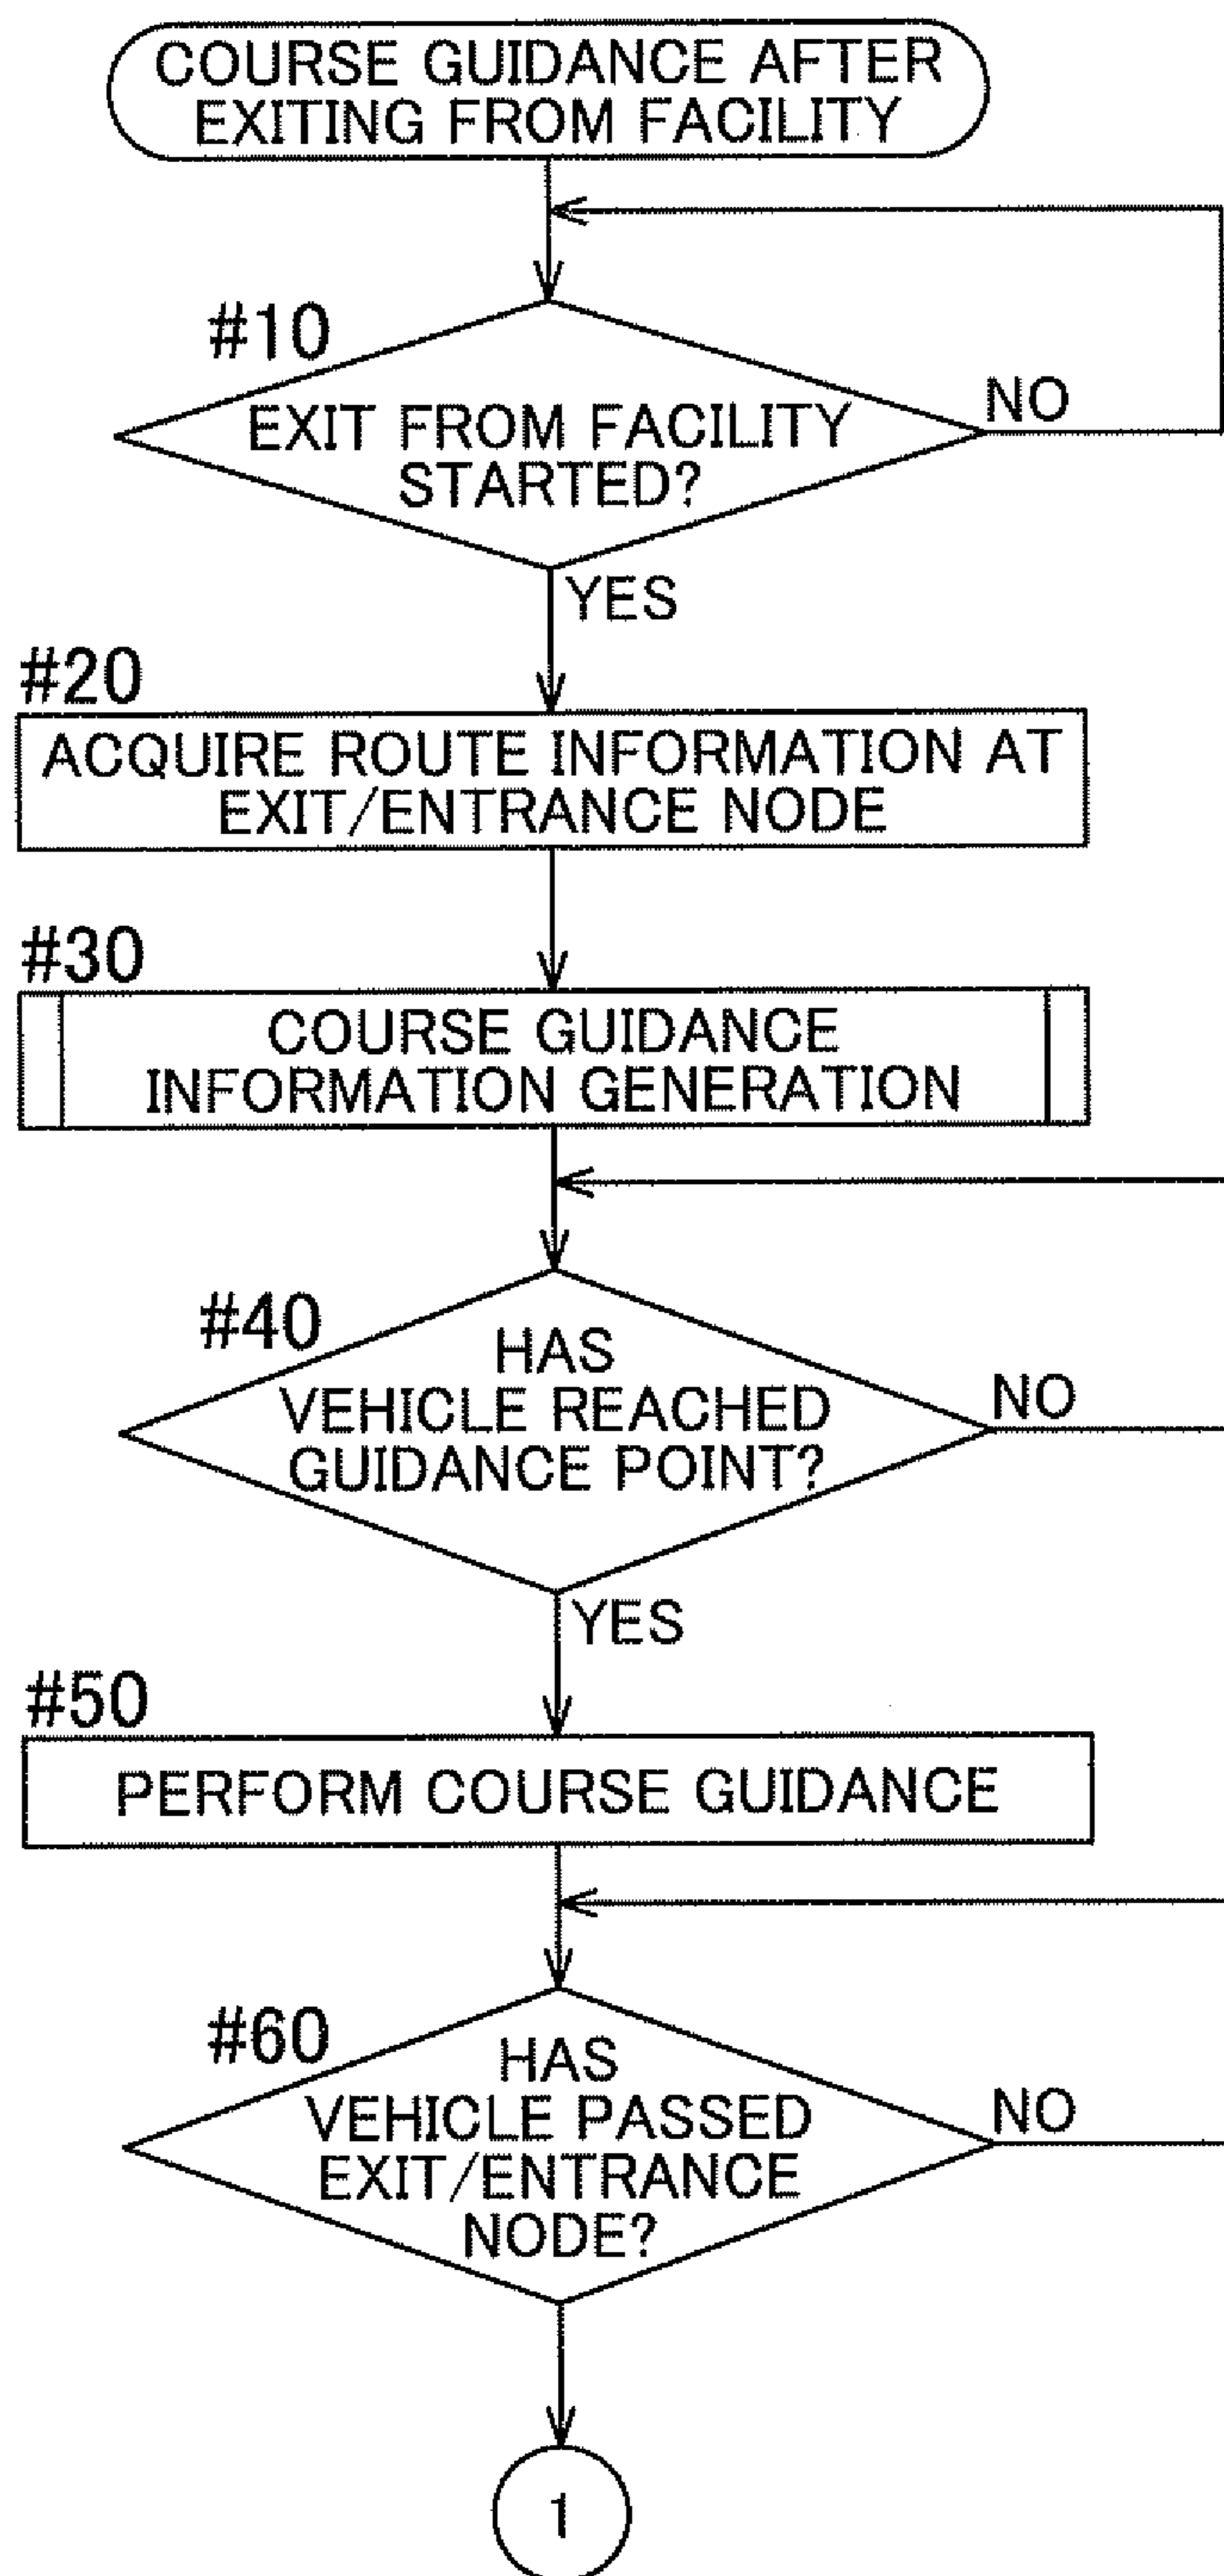 COURSE GUIDANCE AFTER
EXITING FROM FACILITY
#10
EXIT FROM FACILITY
STARTED?
NO
YES
#20
ACQUIRE ROUTE INFORMATION AT
EXIT/ENTRANCE NODE
#30
COURSE GUIDANCE
INFORMATION GENERATION
#40
HAS
VEHICLE REACHED
GUIDANCE POINT?
NO
YES
#50
PERFORM COURSE GUIDANCE
#60
HAS
VEHICLE PASSED
EXIT/ENTRANCE
NODE?
NO
1